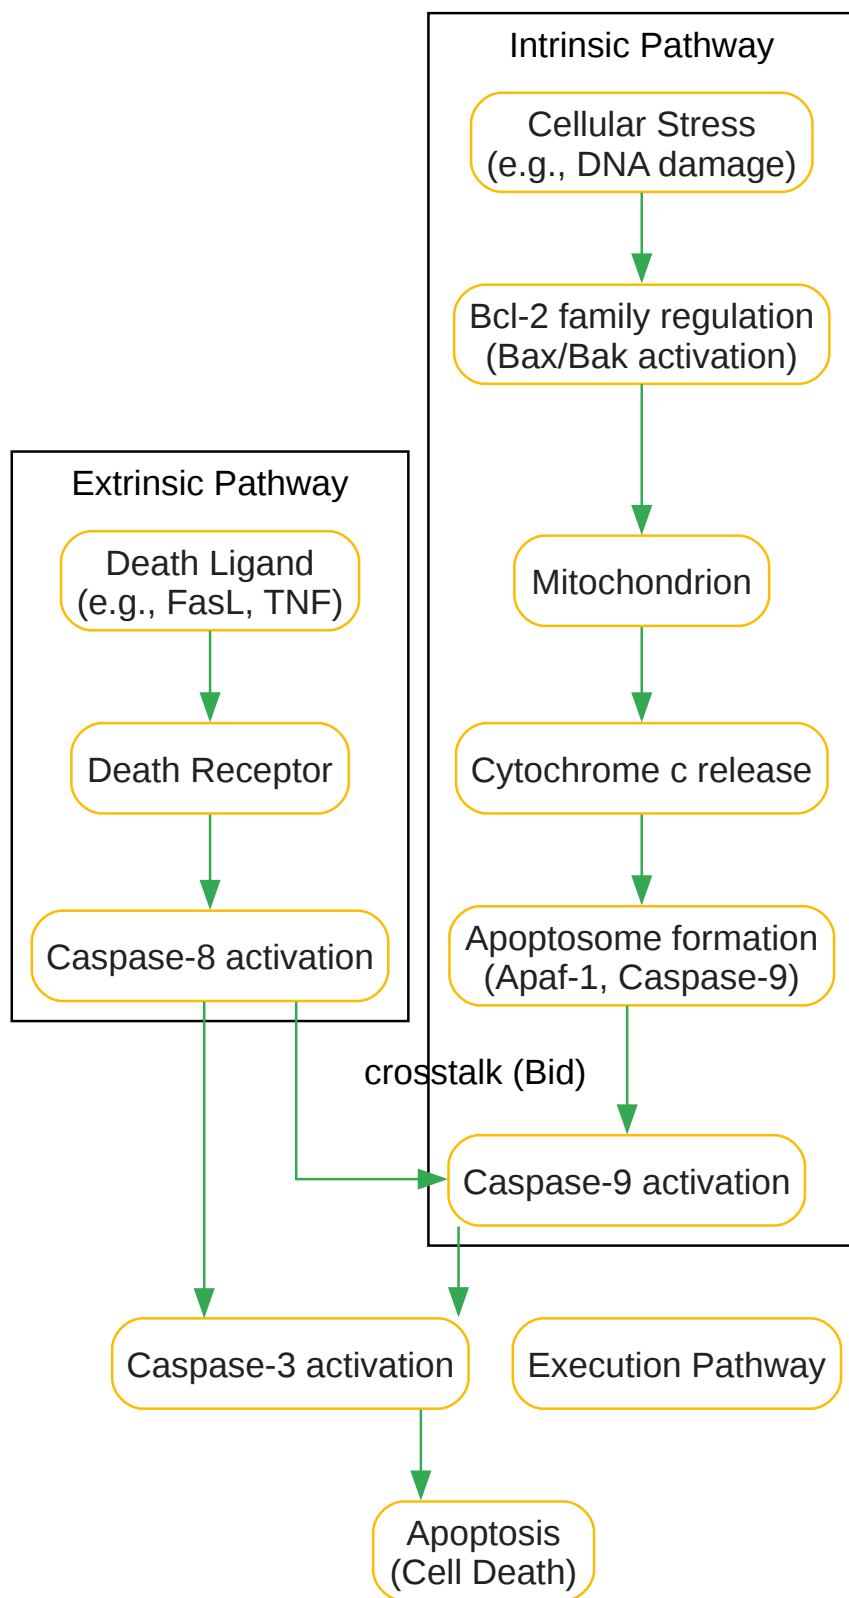 Intrinsic Pathway
Cellular Stress
(e.g., DNA damage)
Bcl-2 family regulation
(Bax/Bak activation)
Extrinsic Pathway
Death Ligand
(e.g., FasL, TNF)
Mitochondrion
Death Receptor
Cytochrome c release
Caspase-8 activation
Apoptosome formation
(Apaf-1, Caspase-9)
crosstalk (Bid)
Caspase-9 activation
Caspase-3 activation
Execution Pathway
Apoptosis
(Cell Death)